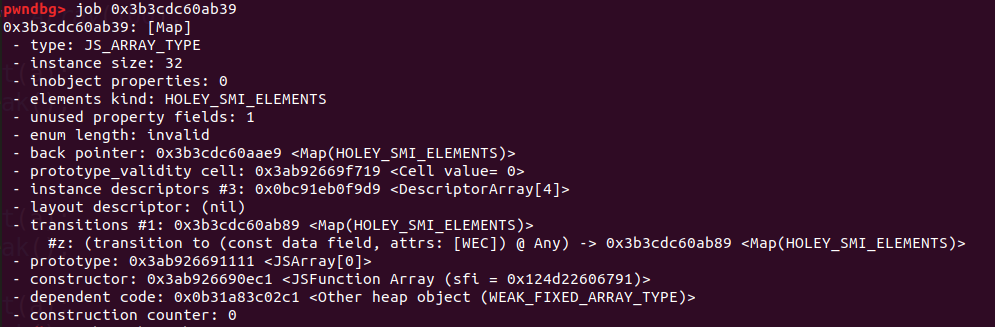 pwndbg> job 0x3b3cdc60ab39
0x3b3cdc60ab39: [Map]
- type: JS_ARRAY_TYPE
- instance size: 32
- inobject properties: 0
- elements kind: HOLEY_SMI_ELEMENTS
- unused property fields: 1
- enum length: invalid
- back pointer: 0x3b3cdc60aae9 <Map(HOLEY_SMI_ELEMENTS)>
- prototype_validity cell: 0x3ab92669f719 <Cell value= 0>
- instance descriptors #3: 0x0bc91eb0f9d9 <DescriptorArray[4]>
- layout descriptor: (nil)
- transitions #1: 0x3b3cdc60ab89 <Map(HOLEY_SMI_ELEMENTS)>
#z: (transition to (const data field, attrs: [WEC]) @ Any) -> 0x3b3cdc60ab89 <Map(HOLEY_SMI_ELEMENTS)>
- prototype: 0x3ab926691111 <JSArray[0]>
- constructor: 0x3ab926690ec1 <JSFunction Array (sfi = 0x124d22606791)>
- dependent code: 0x0b31a83c02c1 <Other heap object (WEAK_FIXED_ARRAY_TYPE)>
- construction counter: 0